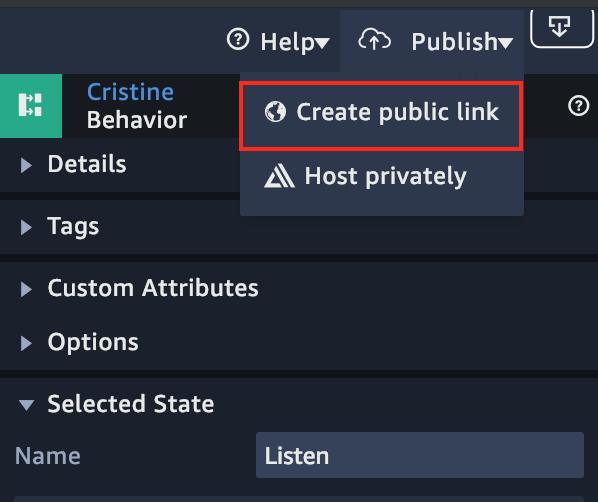 Help Publish
Create public link
Host privately
Cristine
Behavior
Details
Tags
Custom Attributes
Options
Selected State
Name Listen